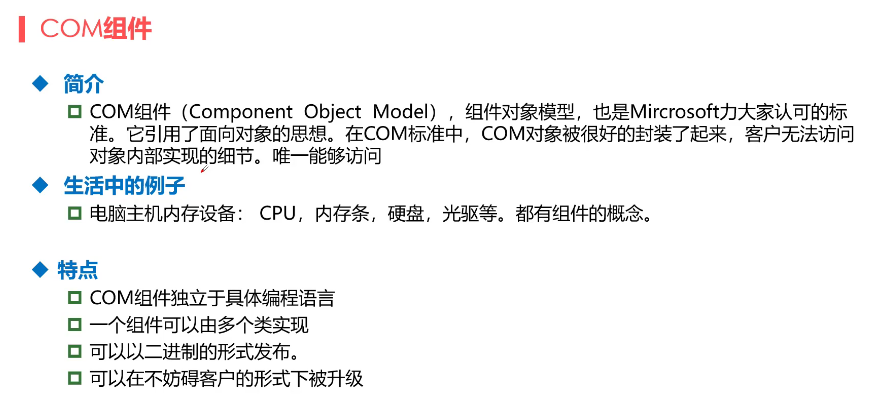 COM组件
简介
COM组件（Component Object Model），组件对象模型，也是Mircrosoft力大家认可的标
准。它引用了面向对象的思想。在COM标准中，COM对象被很好的封装了起来，客户无法访问
对象内部实现的细节。唯一能够访问
生活中的例子
电脑主机内存设备： CPU，内存条，硬盘，光驱等。都有组件的概念。
特点
COM组件独立于具体编程语言
一个组件可以由多个类实现
可以以二进制的形式发布。
可以在不妨碍客户的形式下被升级